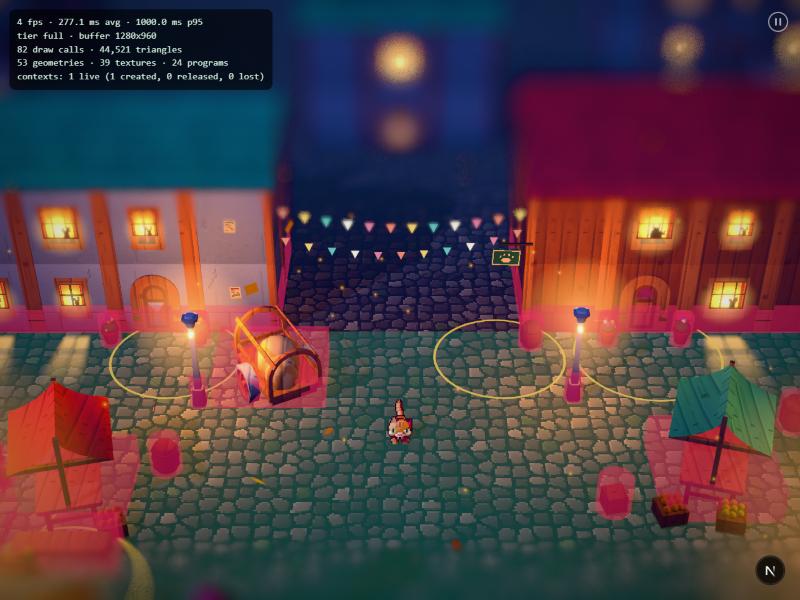 4 fps · 277.1 ms avg · 1000.0 ms p95
tier full · buffer 1280x960
82 draw calls · 44,521 triangles
53 geometries · 39 textures · 24 programs
contexts: 1 live (1 created, 0 released, 0 lost)
N